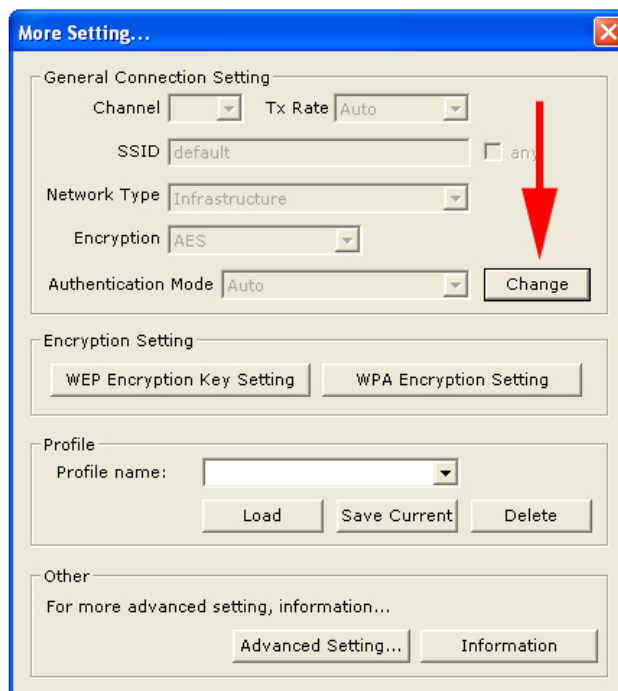 More Setting...
General Connection Setting
Channel Tx Rate Auto
SSID default any
Network Type Infrastructure
Encryption AES
Authentication Mode Auto Change
Encryption Setting
WEP Encryption Key Setting WPA Encryption Setting
Profile
Profile name:
Load Save Current Delete
Other
For more advanced setting, information...
Advanced Setting... Information